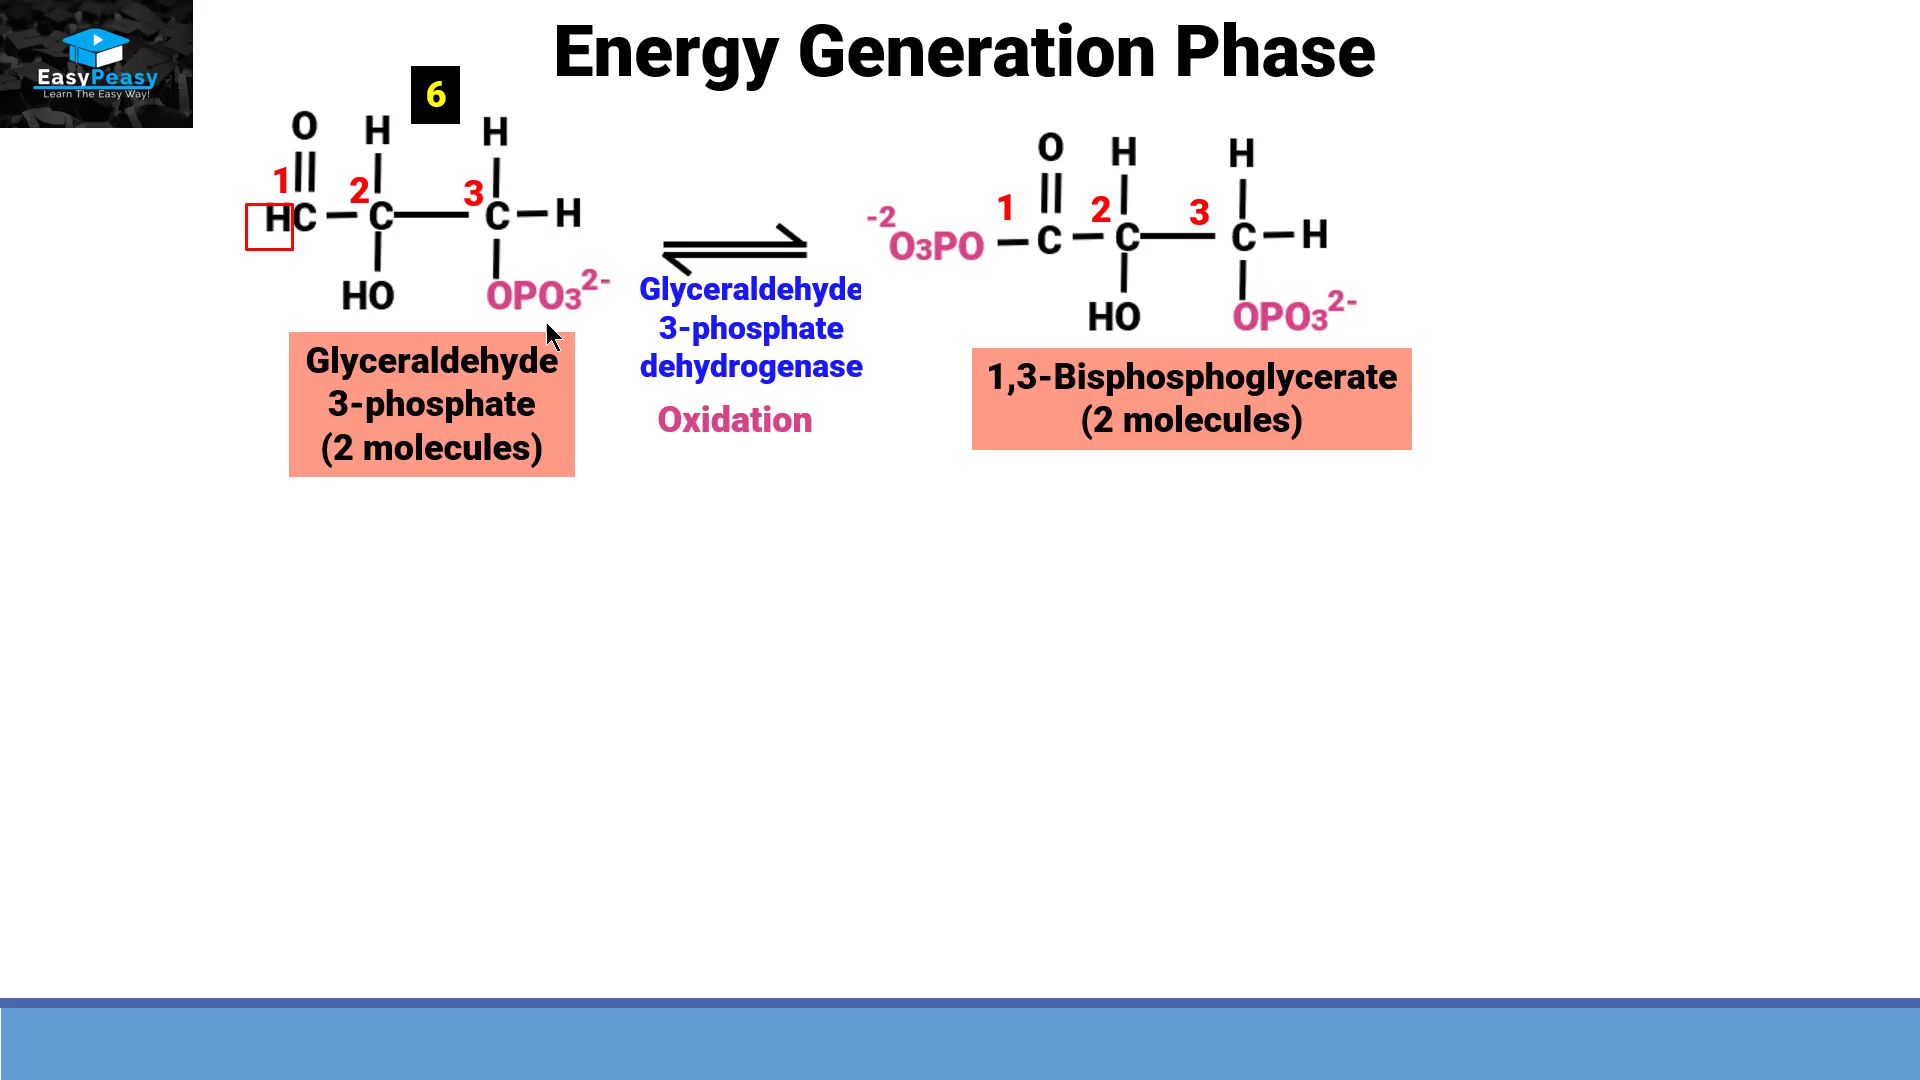 EasyPeasy
Learn The Easy Way!
Energy Generation Phase
6
O H H
1 2 3
HC C C H
HO OPO3 2-
Glyceraldehyde
3-phosphate
(2 molecules)
Glyceraldehyde
3-phosphate
dehydrogenase
Oxidation
O H H
-2 1 2 3
O3PO C C C H
HO OPO3 2-
1,3-Bisphosphoglycerate
(2 molecules)